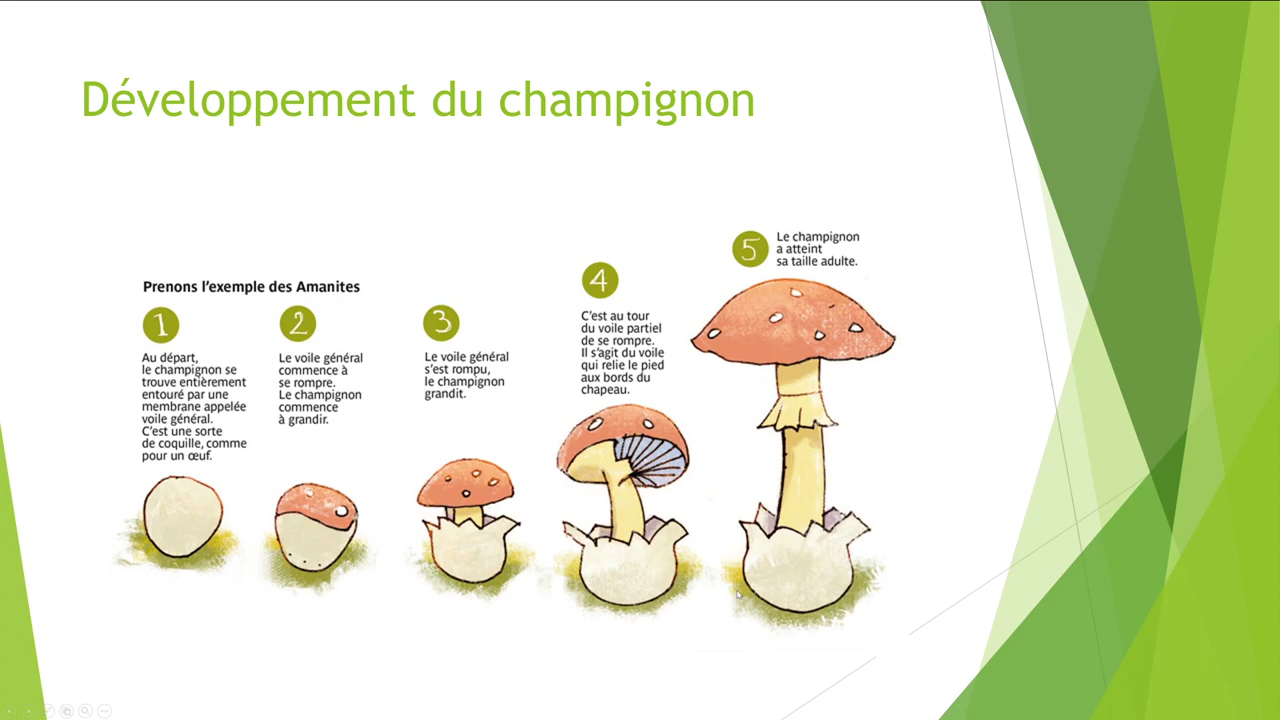 Développement du champignon
Prenons l'exemple des Amanites
1
Au départ,
le champignon se
trouve entièrement
entouré par une
membrane appelée
voile général.
C'est une sorte
de coquille, comme
pour un œuf.
2
Le voile général
commence à
se rompre.
Le champignon
commence
à grandir.
3
Le voile général
s'est rompu,
le champignon
grandit.
4
C'est au tour
du voile partiel
de se rompre.
Il s'agit du voile
qui relie le pied
aux bords du
chapeau.
5
Le champignon
a atteint
sa taille adulte.